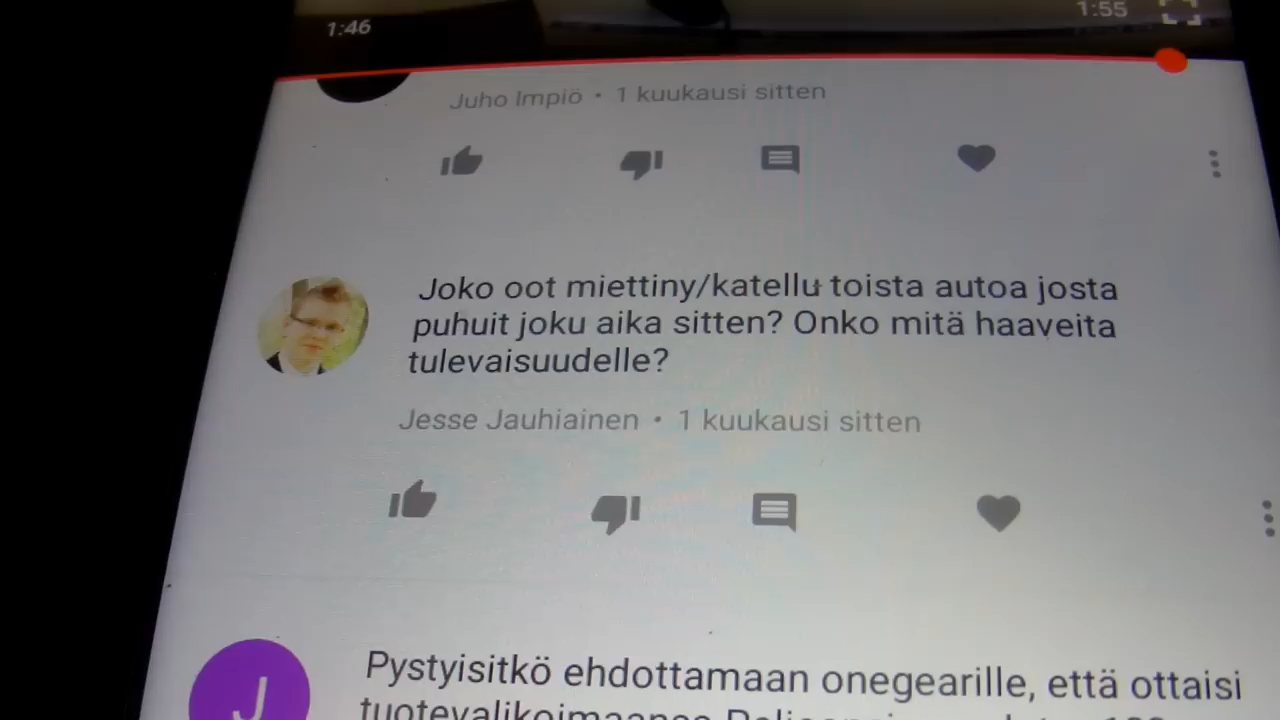 1:46
1:55
Juho Impiö • 1 kuukausi sitten
Joko oot miettiny/katellu toista autoa josta
puhuit joku aika sitten? Onko mitä haaveita
tulevaisuudelle?
Jesse Jauhiainen • 1 kuukausi sitten
J
Pystyisitkö ehdottamaan onegearille, että ottaisi
tuotevalikoimaansa